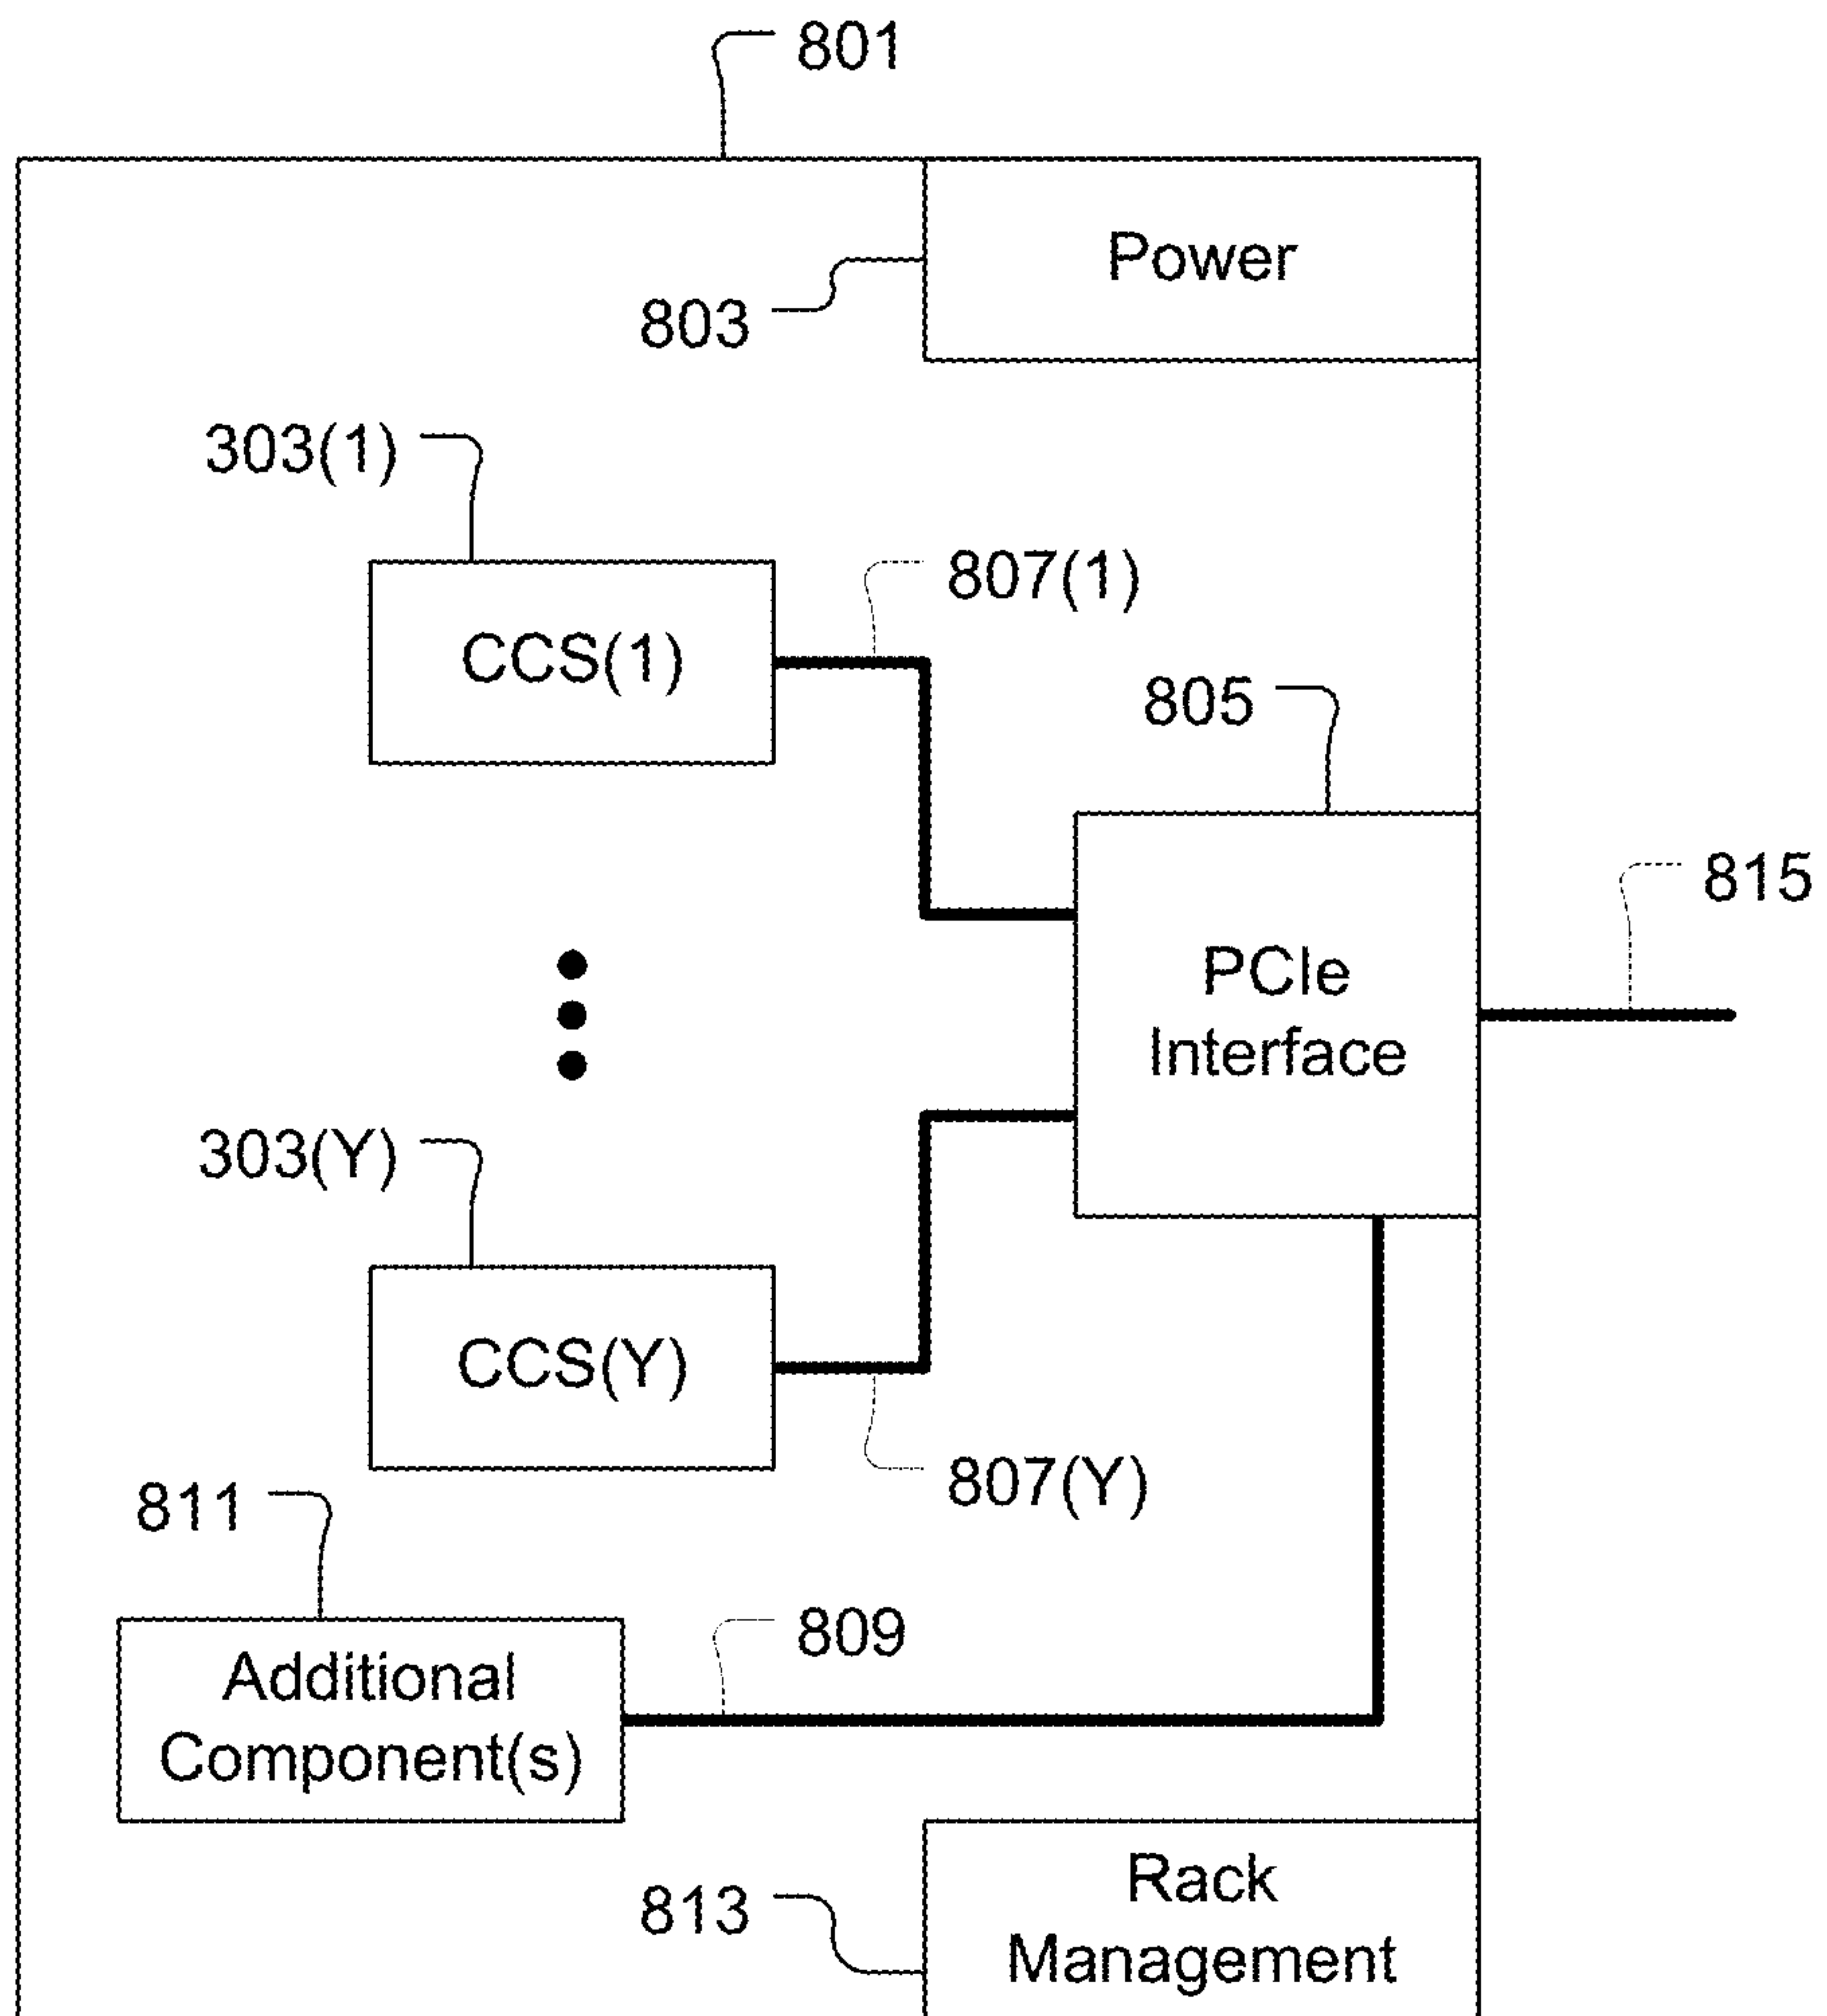 801
Power
803
303(1)
807(1)
CCS(1)
805
815
PCIe
Interface
303(Y)
CCS(Y)
807(Y)
811
809
Additional
Component(s)
Rack
813
Management